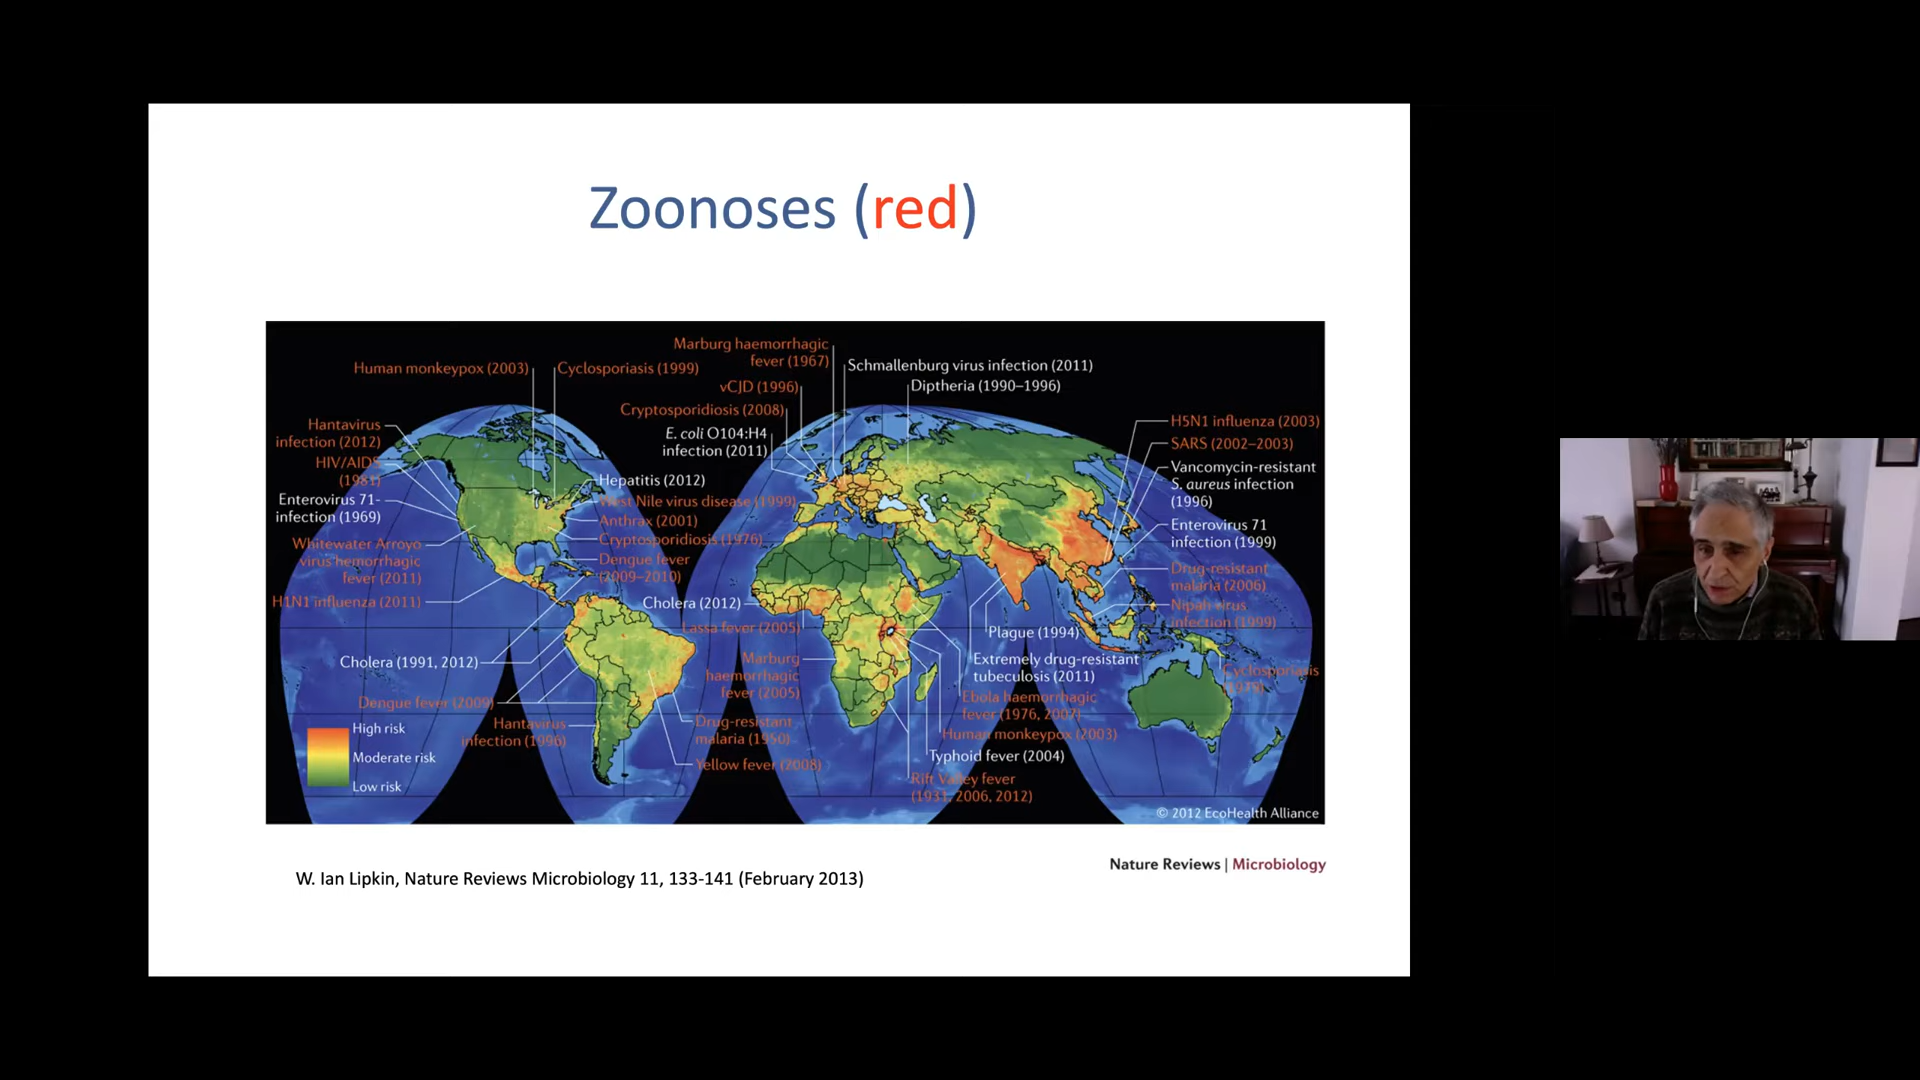 Zoonoses (red)
Marburg haemorrhagic
fever (1967)
Human monkeypox (2003)
Cyclosporiasis (1999)
Schmallenburg virus infection (2011)
vCJD (1996)
Diptheria (1990–1996)
Cryptosporidiosis (2008)
Hantavirus
infection (2012)
E. coli O104:H4
infection (2011)
H5N1 influenza (2003)
SARS (2002–2003)
HIV/AIDS
(1981)
Hepatitis (2012)
Vancomycin-resistant
S. aureus infection
(1996)
Enterovirus 71-
infection (1969)
West Nile virus disease (1999)
Anthrax (2001)
Cryptosporidiosis (1976)
Enterovirus 71
infection (1999)
Whitewater Arroyo
virus hemorrhagic
fever (2011)
Dengue fever
(2009–2010)
Drug-resistant
malaria (2006)
H1N1 influenza (2011)
Cholera (2012)
Nipah virus
infection (1999)
Lassa fever (2005)
Plague (1994)
Cholera (1991, 2012)
Marburg
haemorrhagic
fever (2005)
Extremely drug-resistant
tubeculosis (2011)
Cyclosporiasis
Dengue fever (2009)
Ebola haemorrhagic
fever (1976, 2007)
Hantavirus
infection (1996)
Drug-resistant
malaria (1950)
Human monkeypox (2003)
High risk
Moderate risk
Low risk
Typhoid fever (2004)
Yellow fever (2008)
Rift Valley fever
(1931, 2006, 2012)
© 2012 EcoHealth Alliance
Nature Reviews | Microbiology
W. Ian Lipkin, Nature Reviews Microbiology 11, 133-141 (February 2013)